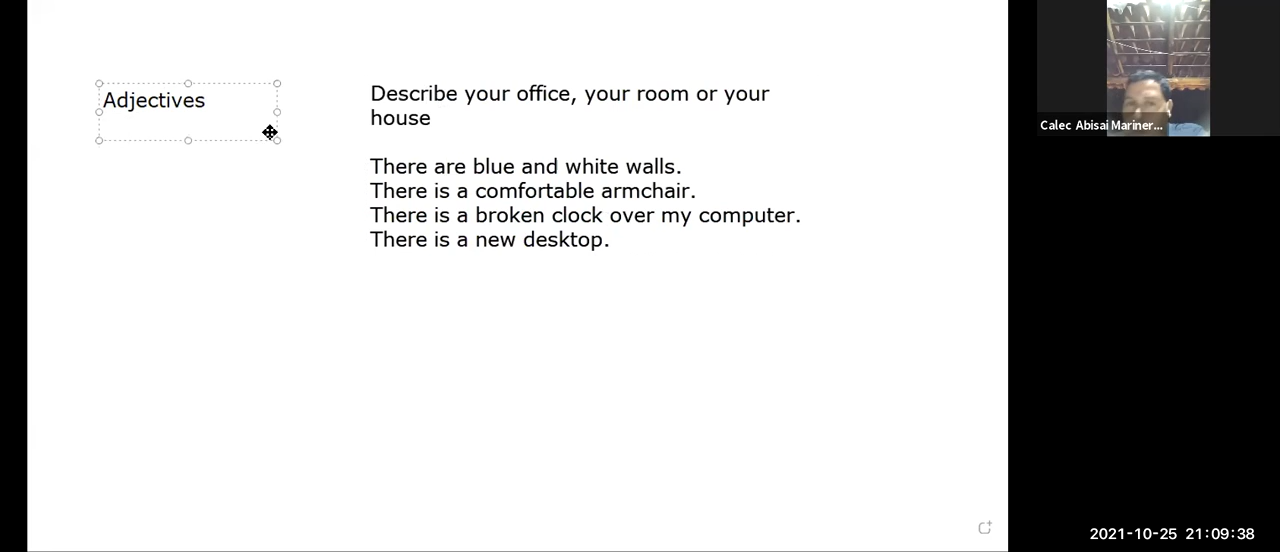 Adjectives
Describe your office, your room or your
house
There are blue and white walls.
There is a comfortable armchair.
There is a broken clock over my computer.
There is a new desktop.
Calec Abisai Mariner...
2021-10-25 21:09:38